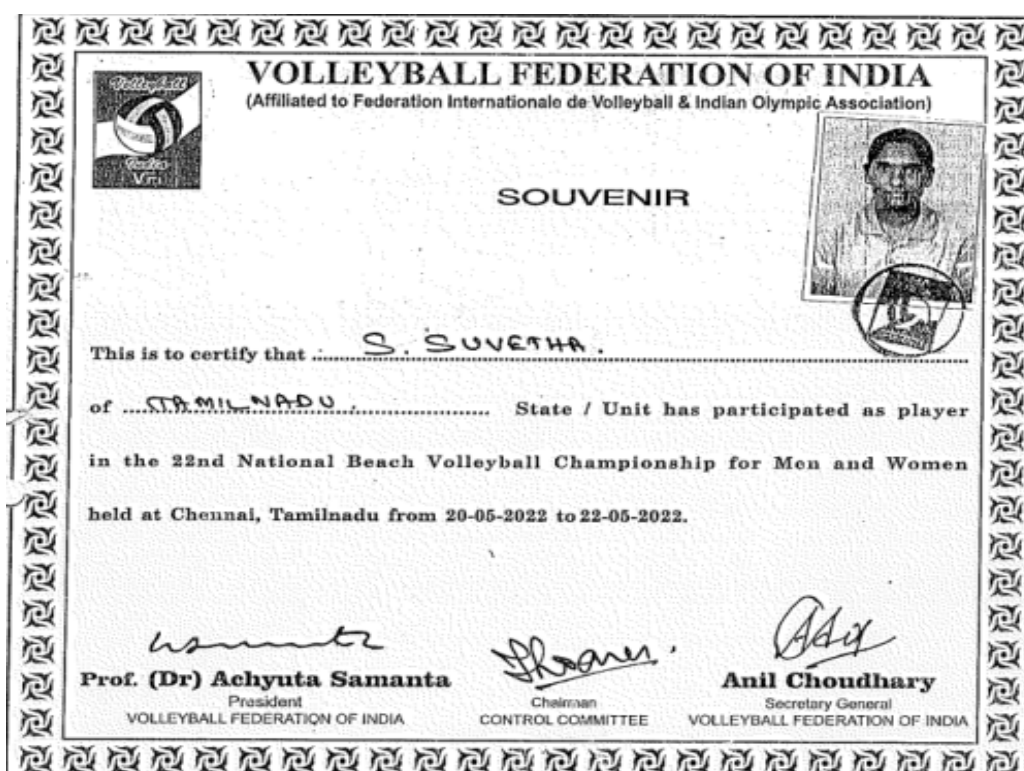 VOLLEYBALL FEDERATION OF INDIA
(Affiliated to Federation Internationale de Volleyball & Indian Olympic Association)
Volleyball
India
VFI
SOUVENIR
This is to certify that S. SUVETHA.
of TAMILNADU. State / Unit has participated as player
in the 22nd National Beach Volleyball Championship for Men and Women
held at Chennai, Tamilnadu from 20-05-2022 to 22-05-2022.
Prof. (Dr) Achyuta Samanta
President
VOLLEYBALL FEDERATION OF INDIA
Chairman
CONTROL COMMITTEE
Anil Choudhary
Secretary General
VOLLEYBALL FEDERATION OF INDIA